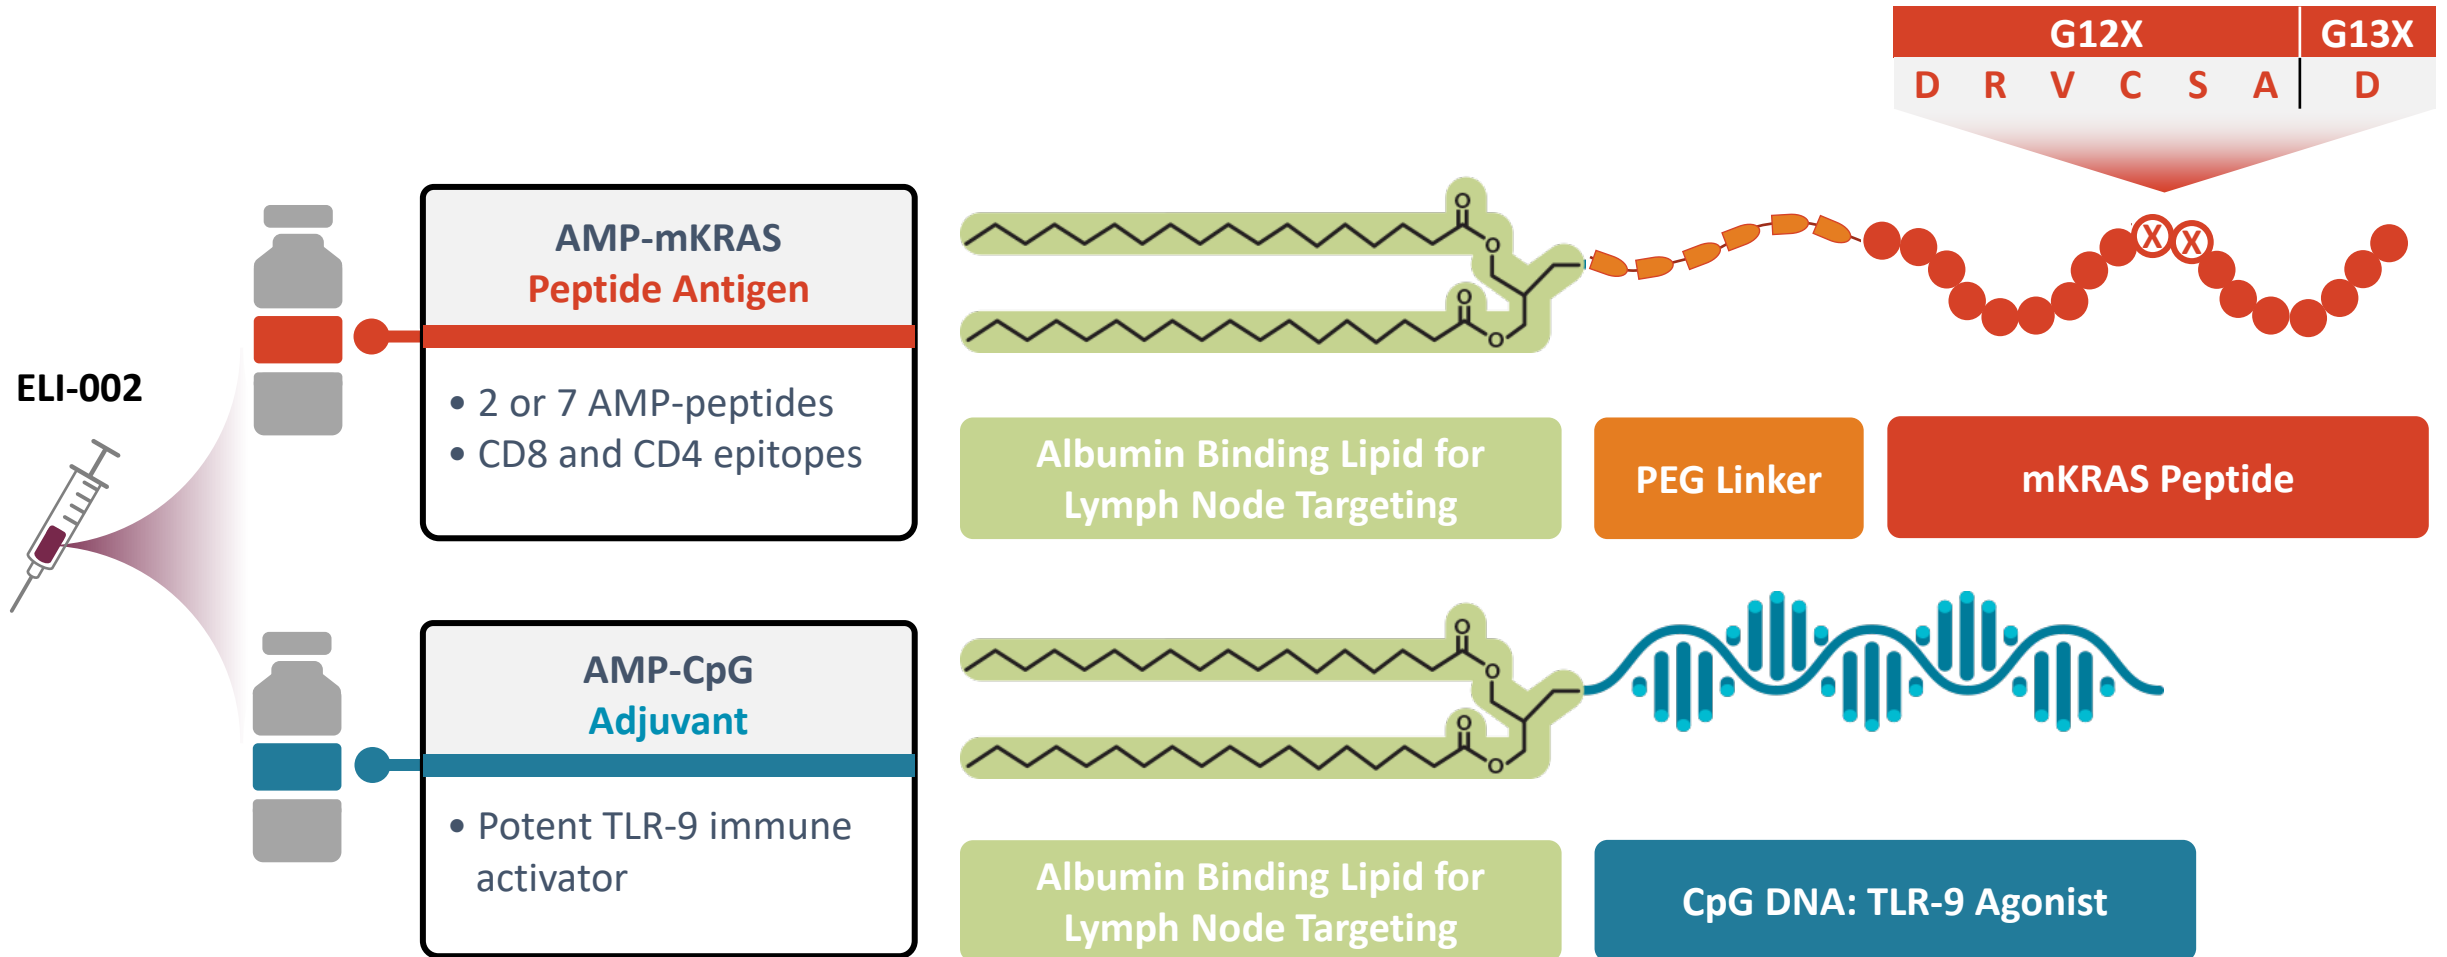 G12X G13X
D R V C S A D
ELI-002
AMP-mKRAS
Peptide Antigen
• 2 or 7 AMP-peptides
• CD8 and CD4 epitopes
O
O
O
O
X X
Albumin Binding Lipid for
Lymph Node Targeting
PEG Linker
mKRAS Peptide
AMP-CpG
Adjuvant
• Potent TLR-9 immune
activator
O
O
O
O
Albumin Binding Lipid for
Lymph Node Targeting
CpG DNA: TLR-9 Agonist